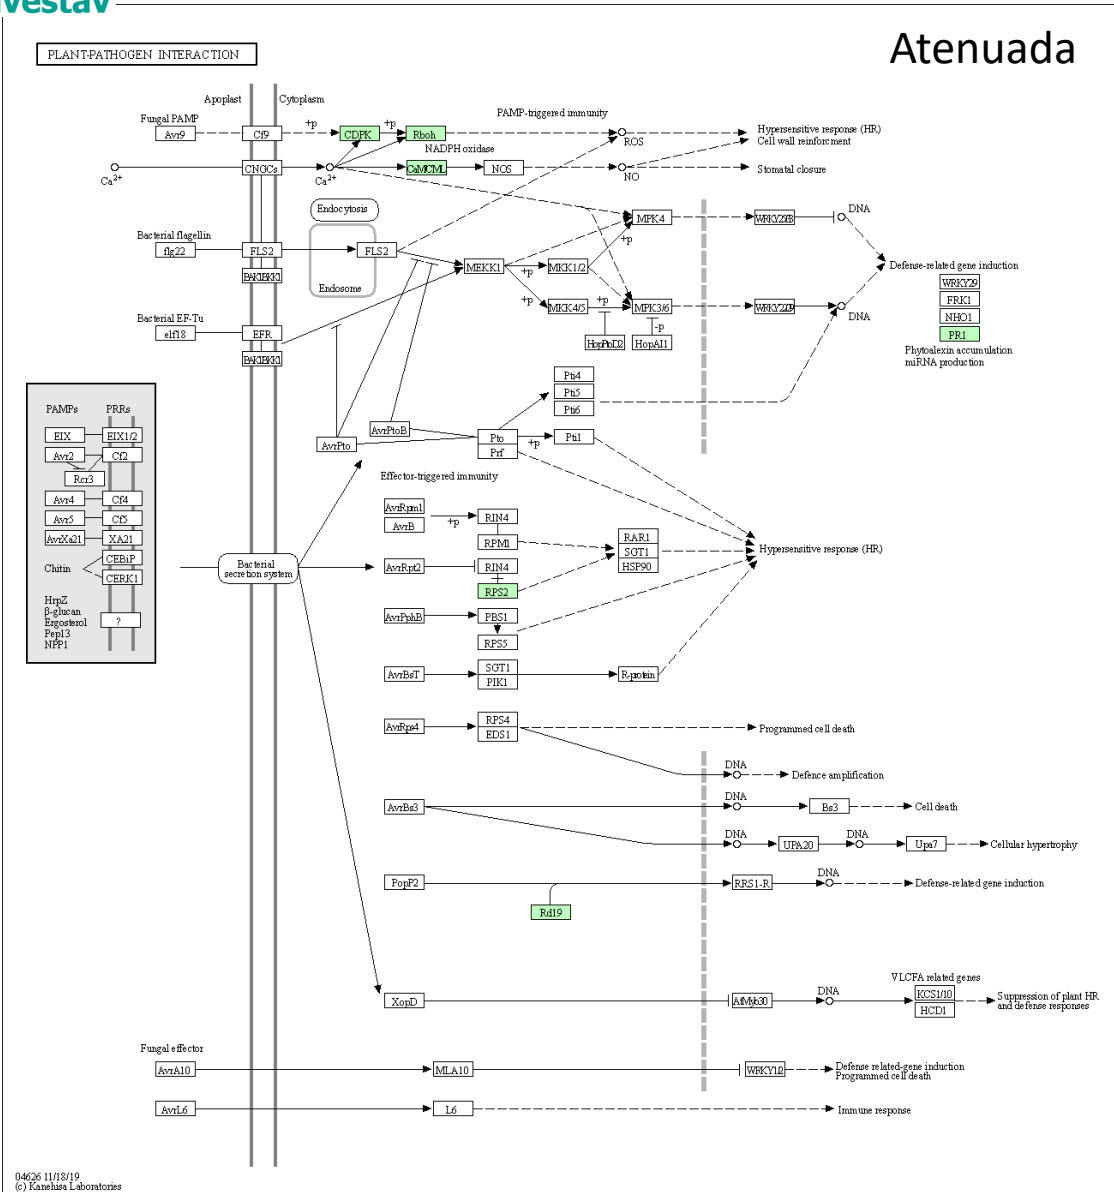 vestav
Atenuada
PLANT-PATHOGEN INTERACTION
Apoplast
Cytoplasm
Fungal PAMP
PAMP-triggered immunity
Avr9
Cf9
+p
CDPK
+p
Rboh
ROS
Hypersensitive response (HR)
Cell wall reinforcment
NADPH oxidase
Ca2+
CNGCs
Ca2+
CaMCML
NOS
NO
Stomatal closure
Endocytosis
MPK4
DNA
Bacterial flagellin
flg22
FLS2
FLS2
+p
MEKK1
+p
MKK1/2
Defense-related gene induction
BAK1BKK1
WRKY29
Endosome
FRK1
+p
MKK4/5
+p
MPK3/6
DNA
NHO1
Bacterial EF-Tu
elf18
EFR
-p
PR1
HopPtoD2
HopAI1
BAK1BKK1
Phytoalexin accumulation
miRNA production
Pti4
Pti5
Pti6
PAMPs
PRRs
EIX
EIX1/2
AvrPtoB
AvrPto
Pto
+p
Pti1
Prf
Avr2
Cf2
Rcr3
Effector-triggered immunity
Avr4
Cf4
Avr5
Cf5
AvrXa21
XA21
CEBiP
Chitin
CERK1
HrpZ
β-glucan
Ergosterol
Pep13
NPP1
?
AvrRpm1
AvrB
+p
RIN4
RPM1
RAR1
SGT1
HSP90
Hypersensitive response (HR)
Bacterial
secretion system
AvrRpt2
RIN4
RPS2
AvrPphB
PBS1
RPS5
AvrBsT
SGT1
PIK1
R-protein
AvrRps4
RPS4
EDS1
Programmed cell death
DNA
Defence amplification
AvrBs3
DNA
Bs3
Cell death
DNA
UPA20
DNA
Upa7
Cellular hypertrophy
PopP2
RRS1-R
DNA
Defense-related gene induction
Rd19
VLCFA related genes
XopD
AtMyb30
DNA
KCS1/10
HCD1
Suppression of plant HR
and defense responses
Fungal effector
AvrA10
MLA10
WRKY1/2
Defense related-gene induction
Programmed cell death
AvrL6
L6
Immune response
04626 11/18/19
(c) Kanehisa Laboratories